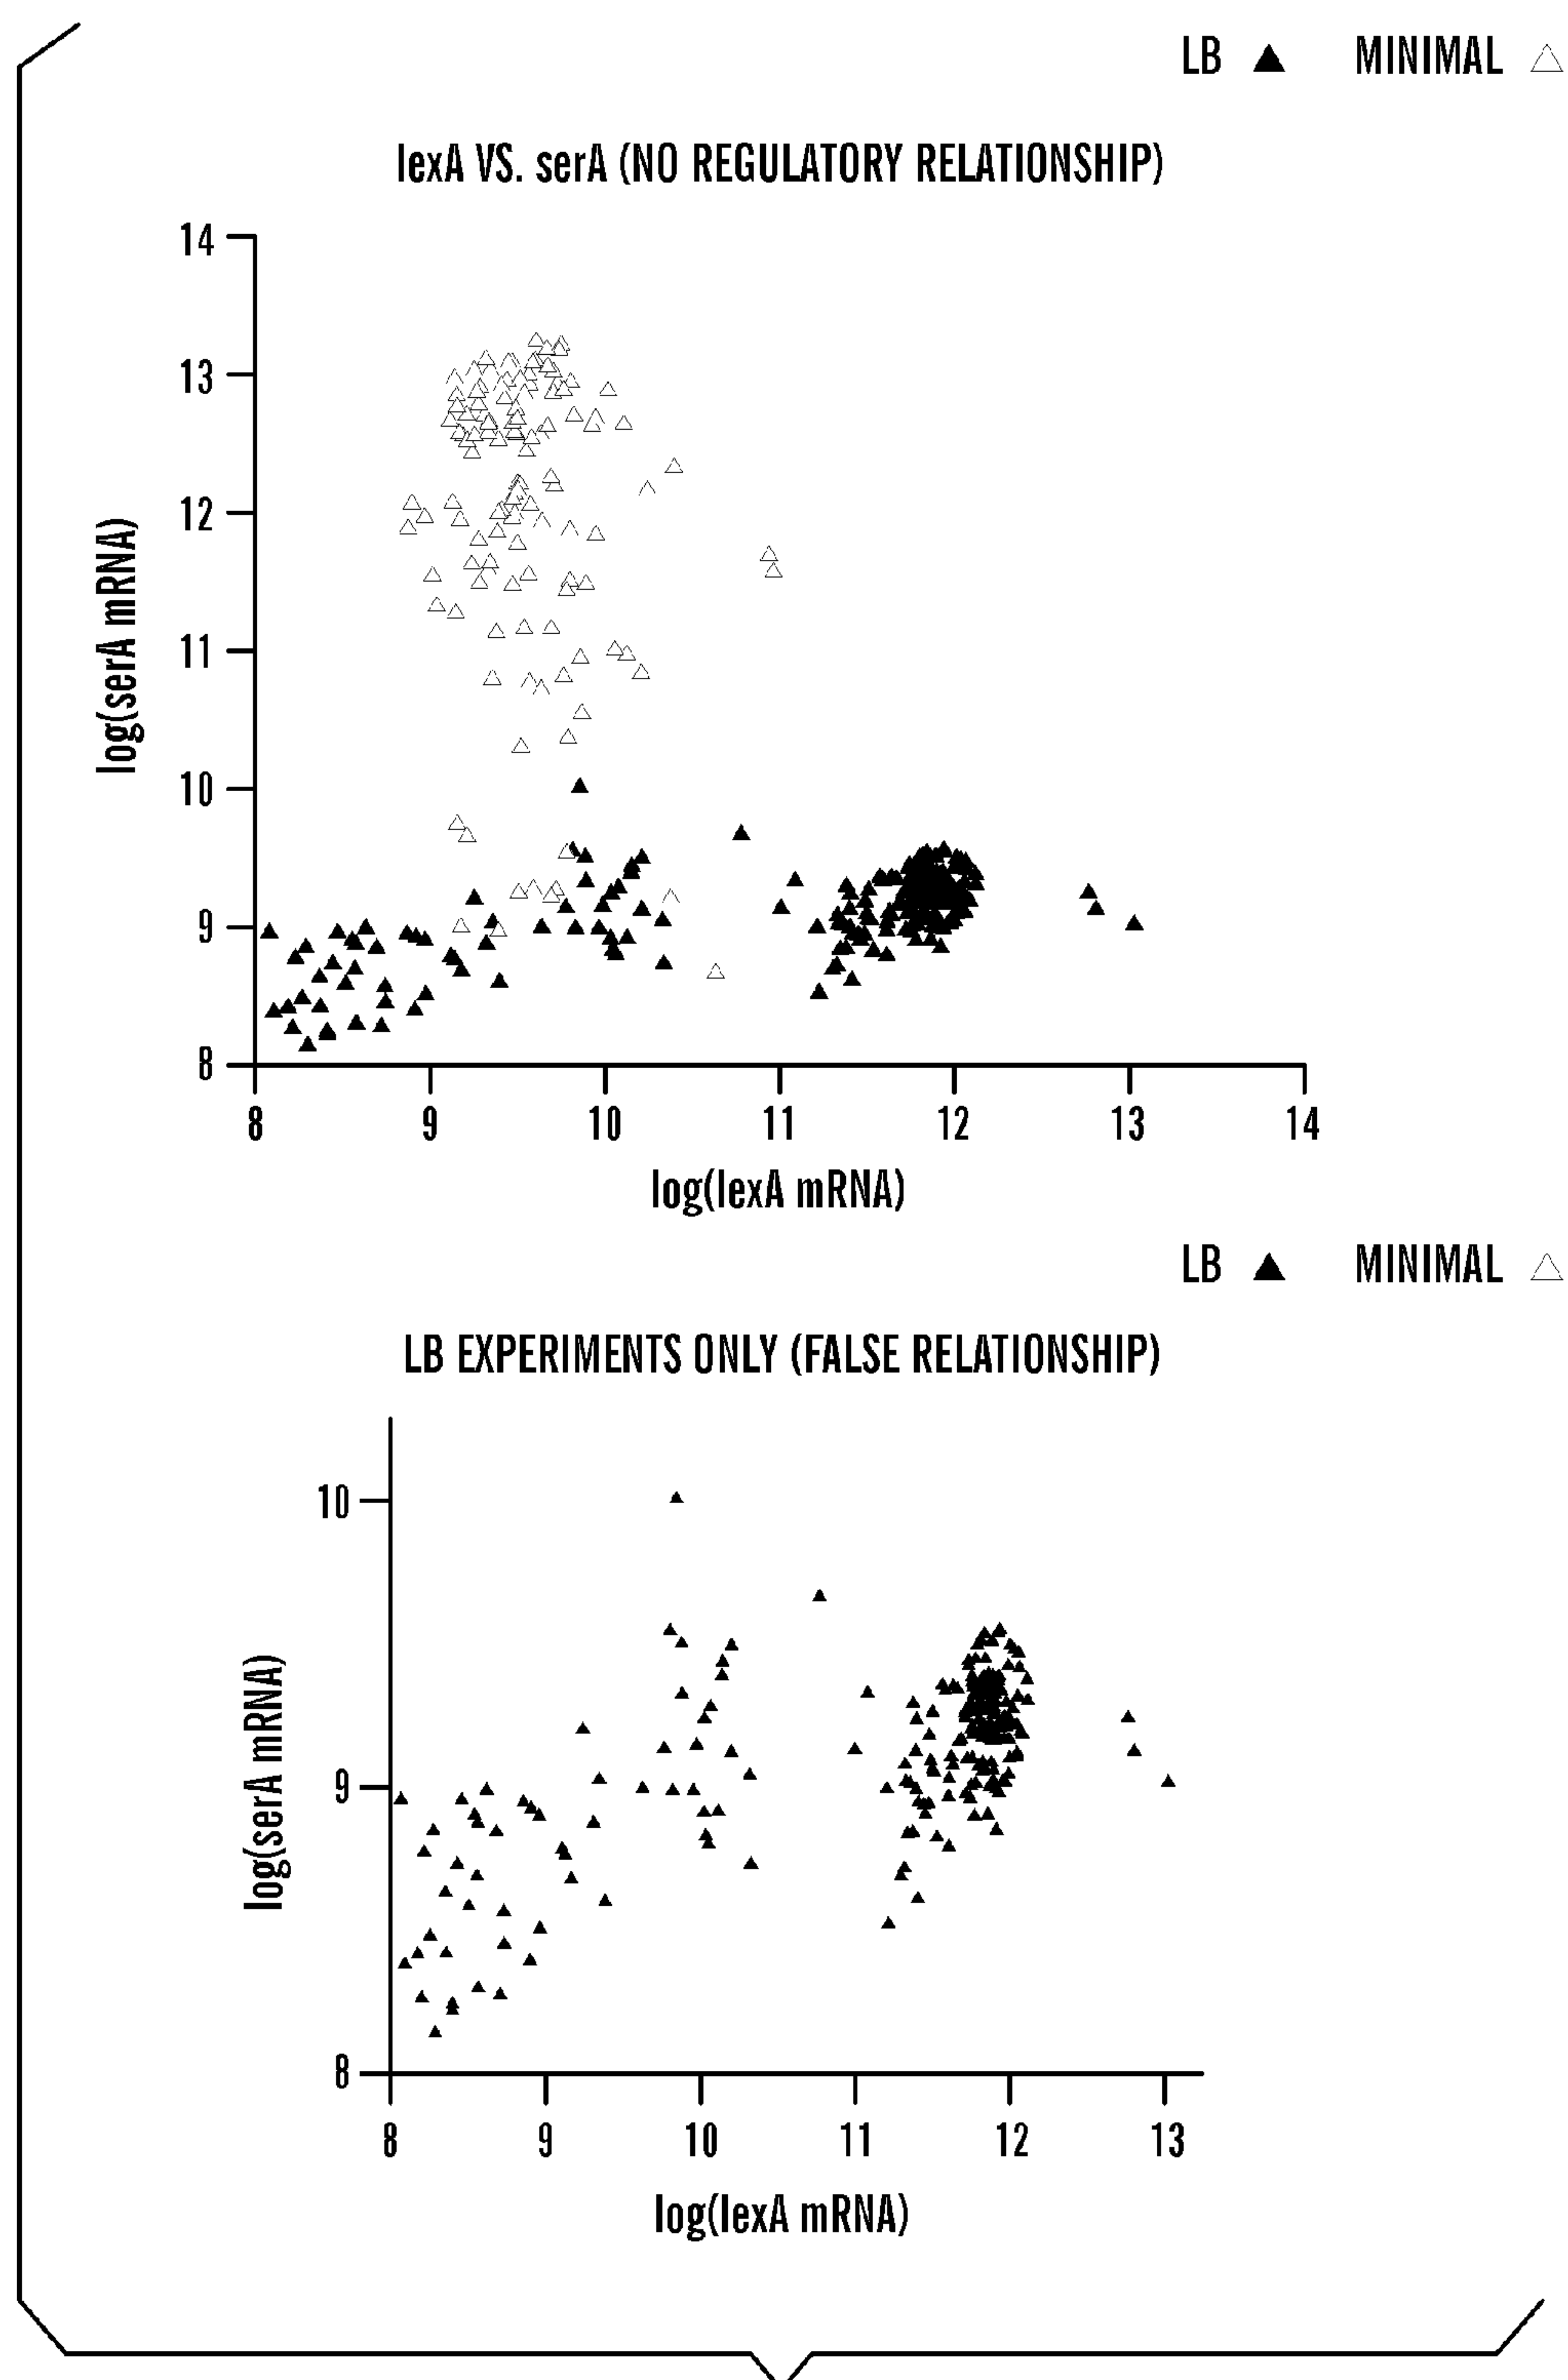 LB ▲ MINIMAL △
lexA VS. serA (NO REGULATORY RELATIONSHIP)
14
13
12
11
10
9
8
log(serA mRNA)
8 9 10 11 12 13 14
log(lexA mRNA)
LB ▲ MINIMAL △
LB EXPERIMENTS ONLY (FALSE RELATIONSHIP)
10
9
8
log(serA mRNA)
8 9 10 11 12 13
log(lexA mRNA)